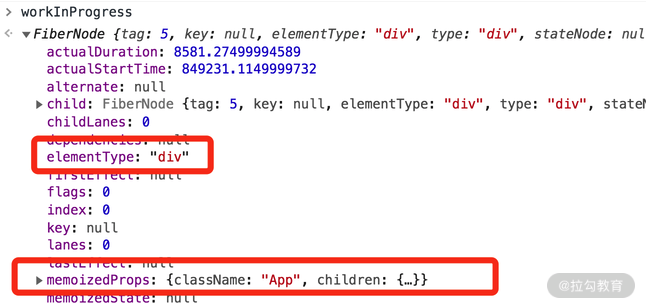 > workInProgress
FiberNode {tag: 5, key: null, elementType: "div", type: "div", stateNode: nul
actualDuration: 8581.27499994589
actualStartTime: 849231.1149999732
alternate: null
child: FiberNode {tag: 5, key: null, elementType: "div", type: "div", stateN
childLanes: 0
dependencies: null
elementType: "div"
firstEffect: null
flags: 0
index: 0
key: null
lanes: 0
lastEffect: null
memoizedProps: {className: "App", children: {…}}
memoizedState: null
@拉勾教育